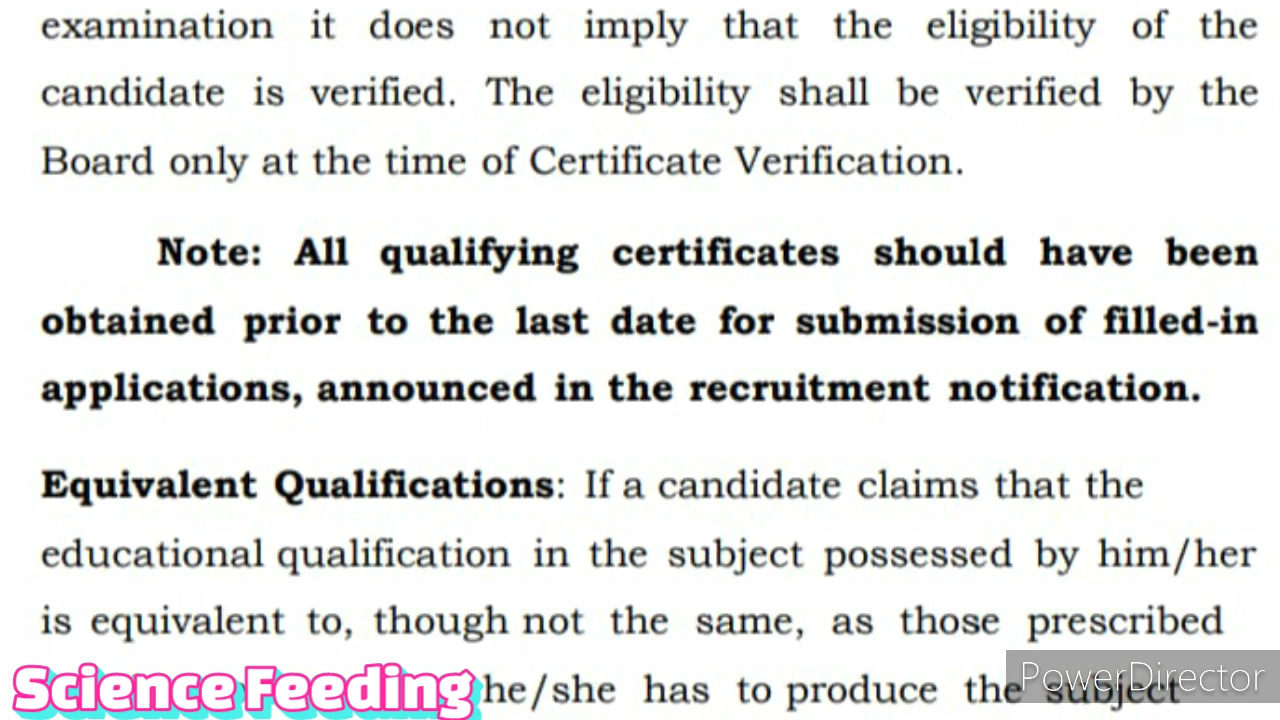 examination it does not imply that the eligibility of the
candidate is verified. The eligibility shall be verified by the
Board only at the time of Certificate Verification.
Note: All qualifying certificates should have been
obtained prior to the last date for submission of filled-in
applications, announced in the recruitment notification.
Equivalent Qualifications: If a candidate claims that the
educational qualification in the subject possessed by him/her
is equivalent to, though not the same, as those prescribed
he/she has to produce the subject
Science Feeding
PowerDirector